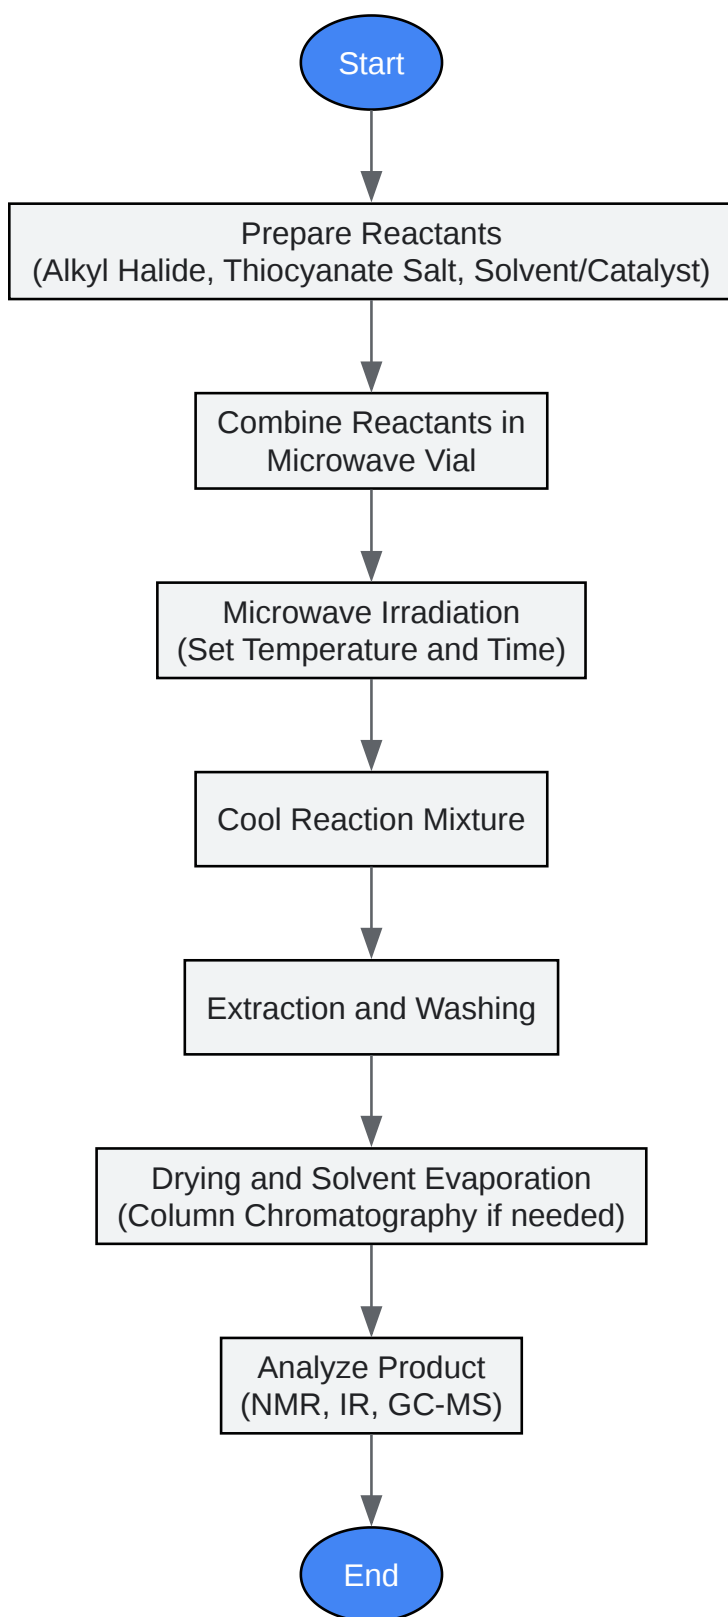 Start
Prepare Reactants
(Alkyl Halide, Thiocyanate Salt, Solvent/Catalyst)
Combine Reactants in
Microwave Vial
Microwave Irradiation
(Set Temperature and Time)
Cool Reaction Mixture
Extraction and Washing
Drying and Solvent Evaporation
(Column Chromatography if needed)
Analyze Product
(NMR, IR, GC-MS)
End